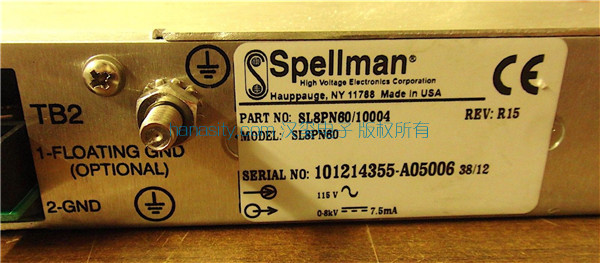 TB2
1-FLOATING GND
(OPTIONAL)
2-GND
Spellman®
High Voltage Electronics Corporation
Hauppauge, NY 11788 Made in USA
CE
PART NO: SL8PN60/10004 REV: R15
MODEL: SL8PN60
SERIAL NO: 101214355-A05006 38/12
115V
0-8kV 7.5mA